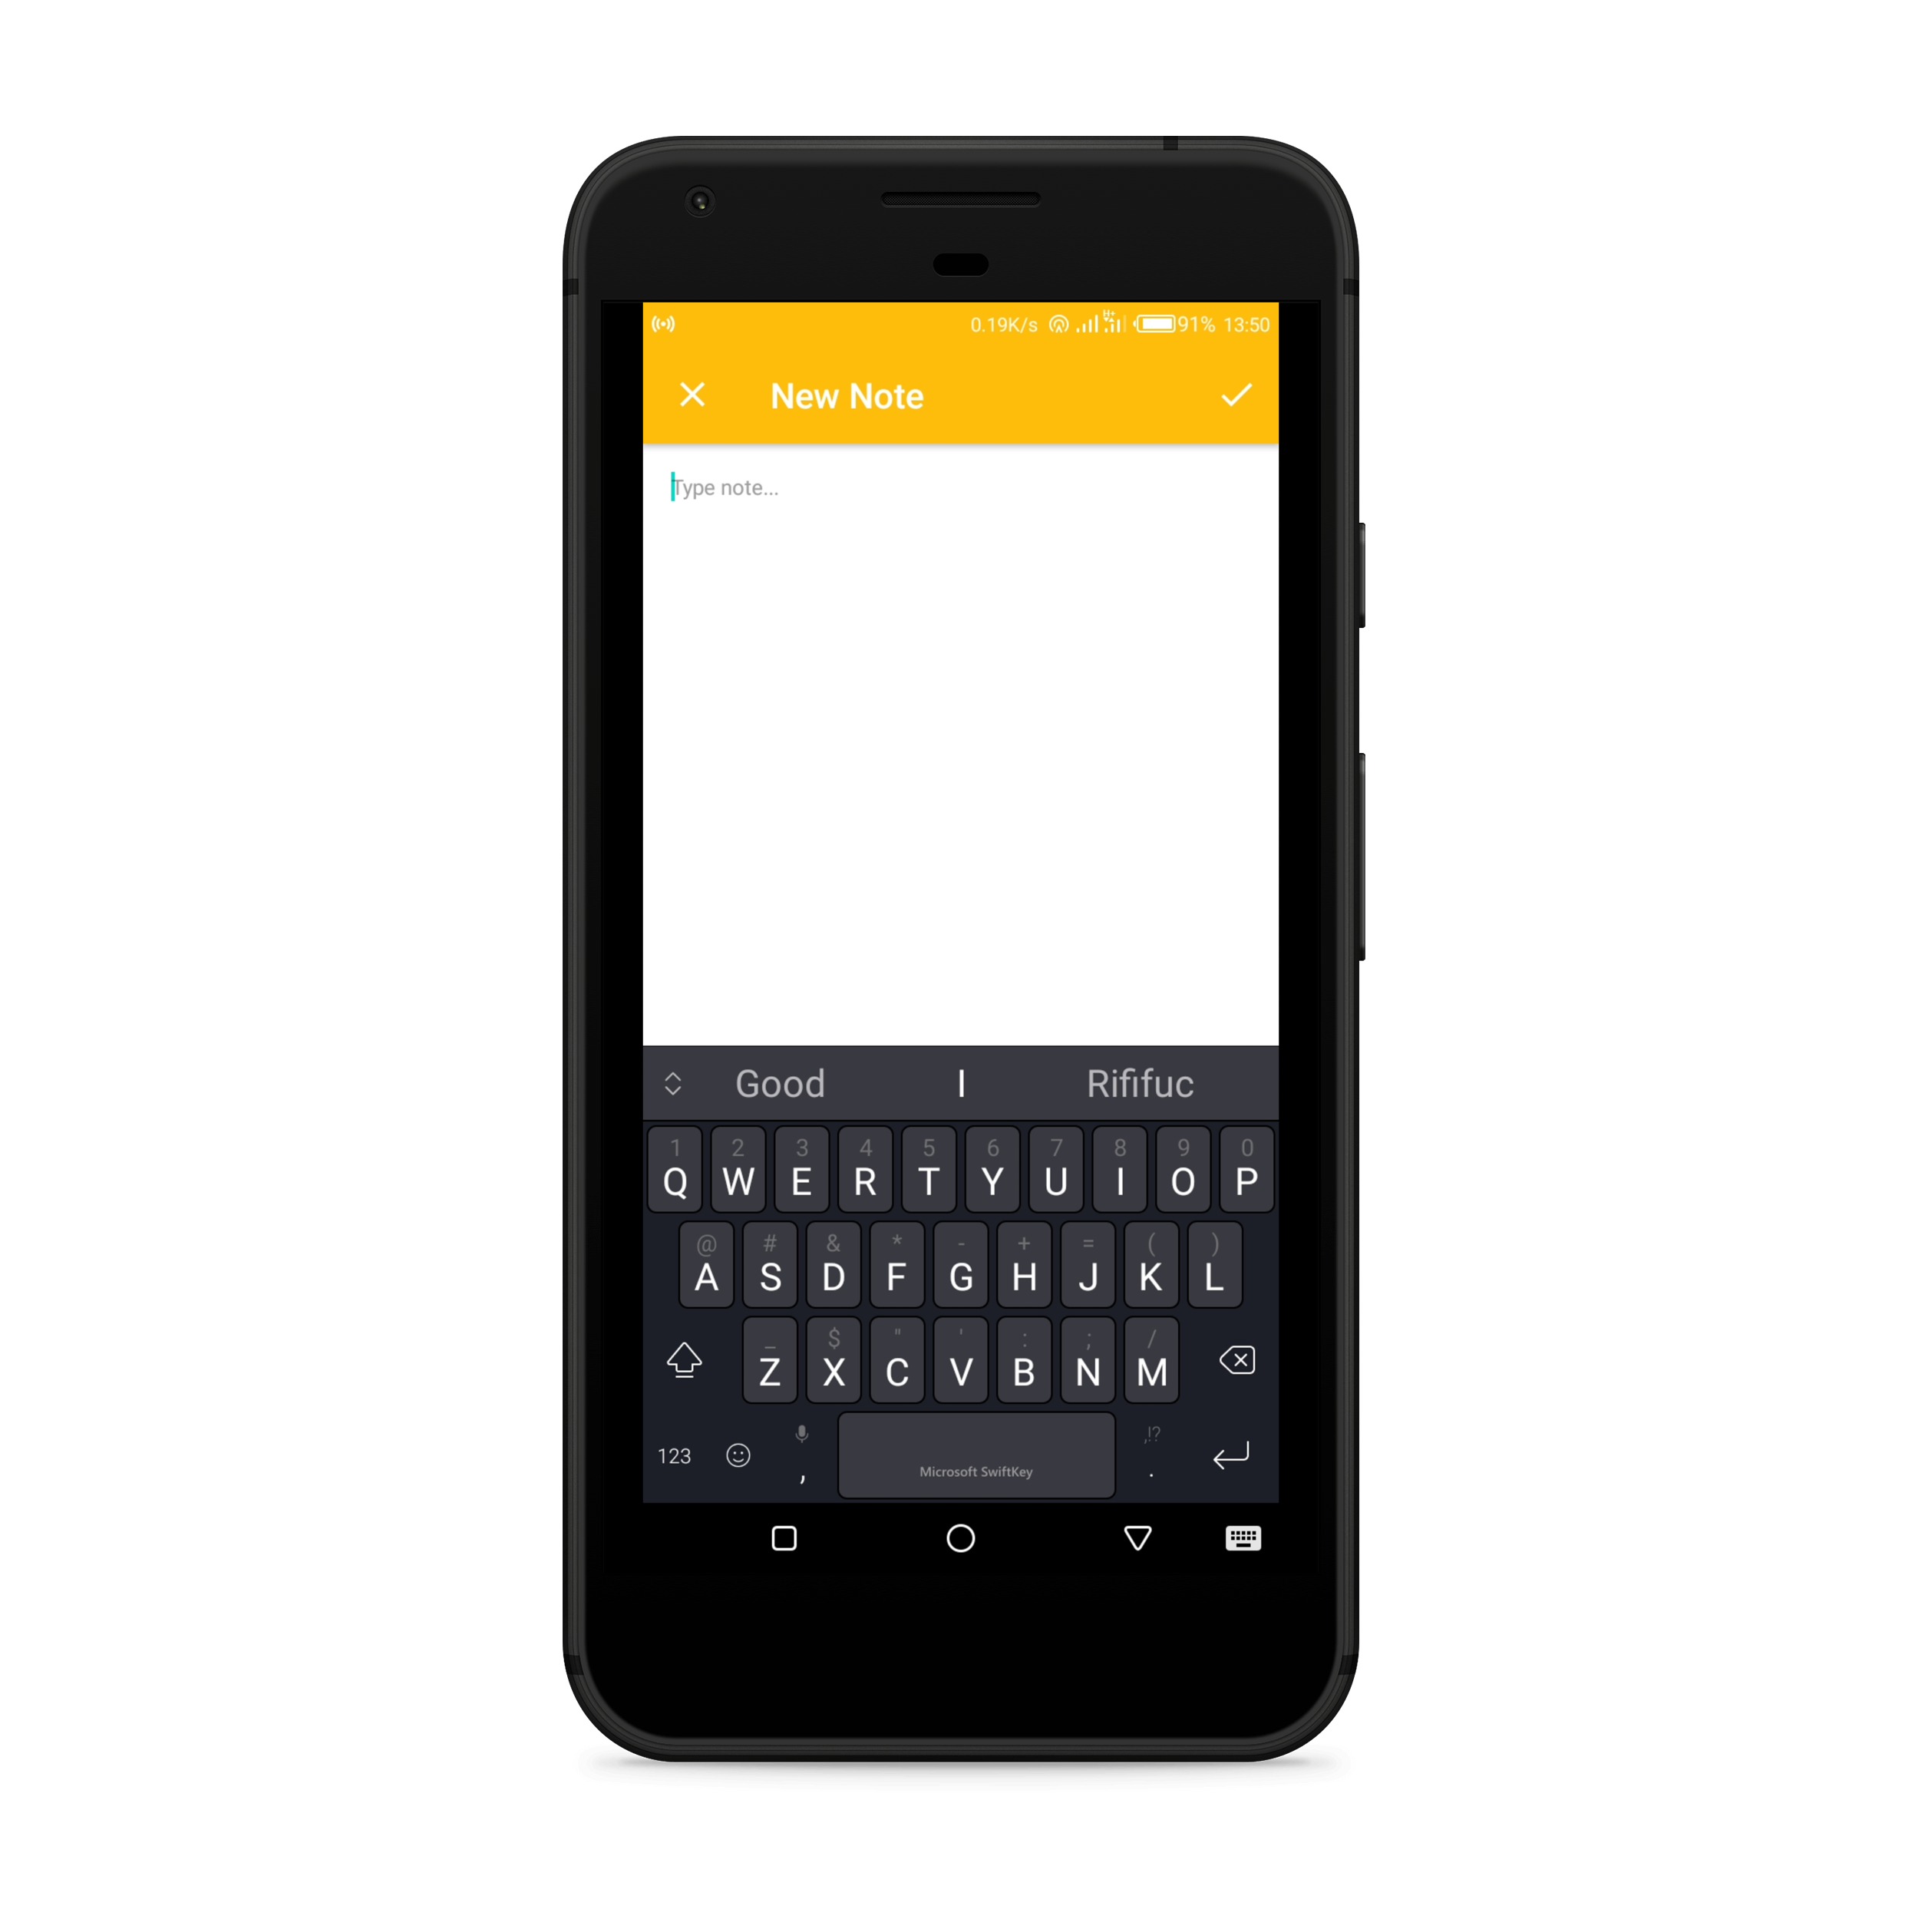 0.19K/s H+ 91% 13:50
New Note
Type note...
Good I Rififuc
1 2 3 4 5 6 7 8 9 0
Q W E R T Y U I O P
@ # & * - + = ( )
A S D F G H J K L
_ $ " ' : ; /
Z X C V B N M
,!?
123 , Microsoft SwiftKey .